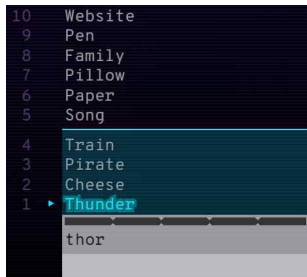 10 Website
9 Pen
8 Family
7 Pillow
6 Paper
5 Song
4 Train
3 Pirate
2 Cheese
1 Thunder
thor